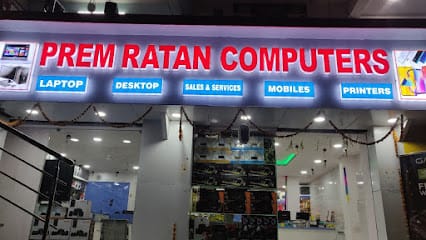 PREM RATAN COMPUTERS
LAPTOP DESKTOP SALES & SERVICES MOBILES PRINTERS